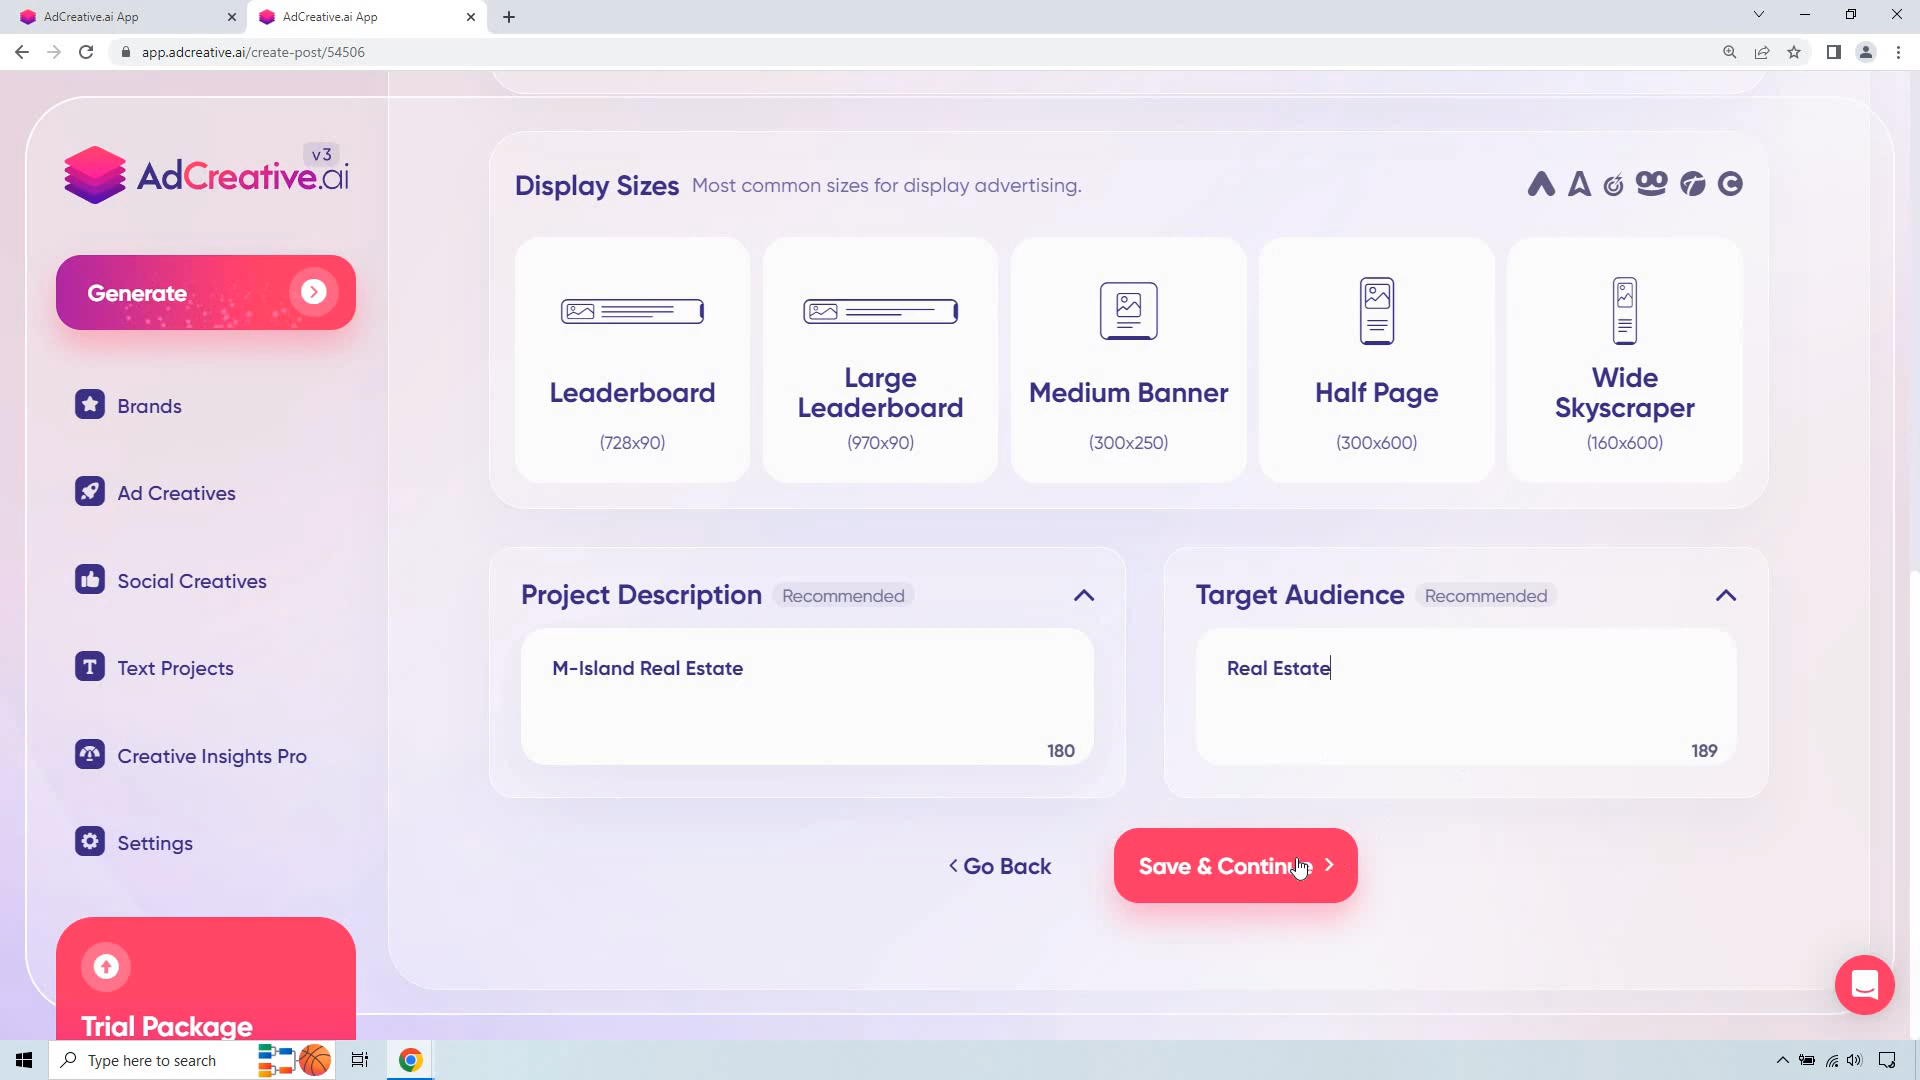 AdCreative.ai App
AdCreative.ai App
app.adcreative.ai/create-post/54506
AdCreative.ai v3
Generate
Brands
Ad Creatives
Social Creatives
Text Projects
Creative Insights Pro
Settings
Trial Package
Display Sizes Most common sizes for display advertising.
Leaderboard
(728x90)
Large
Leaderboard
(970x90)
Medium Banner
(300x250)
Half Page
(300x600)
Wide
Skyscraper
(160x600)
Project Description Recommended
M-Island Real Estate
180
Target Audience Recommended
Real Estate
189
Go Back
Save & Continue
Type here to search